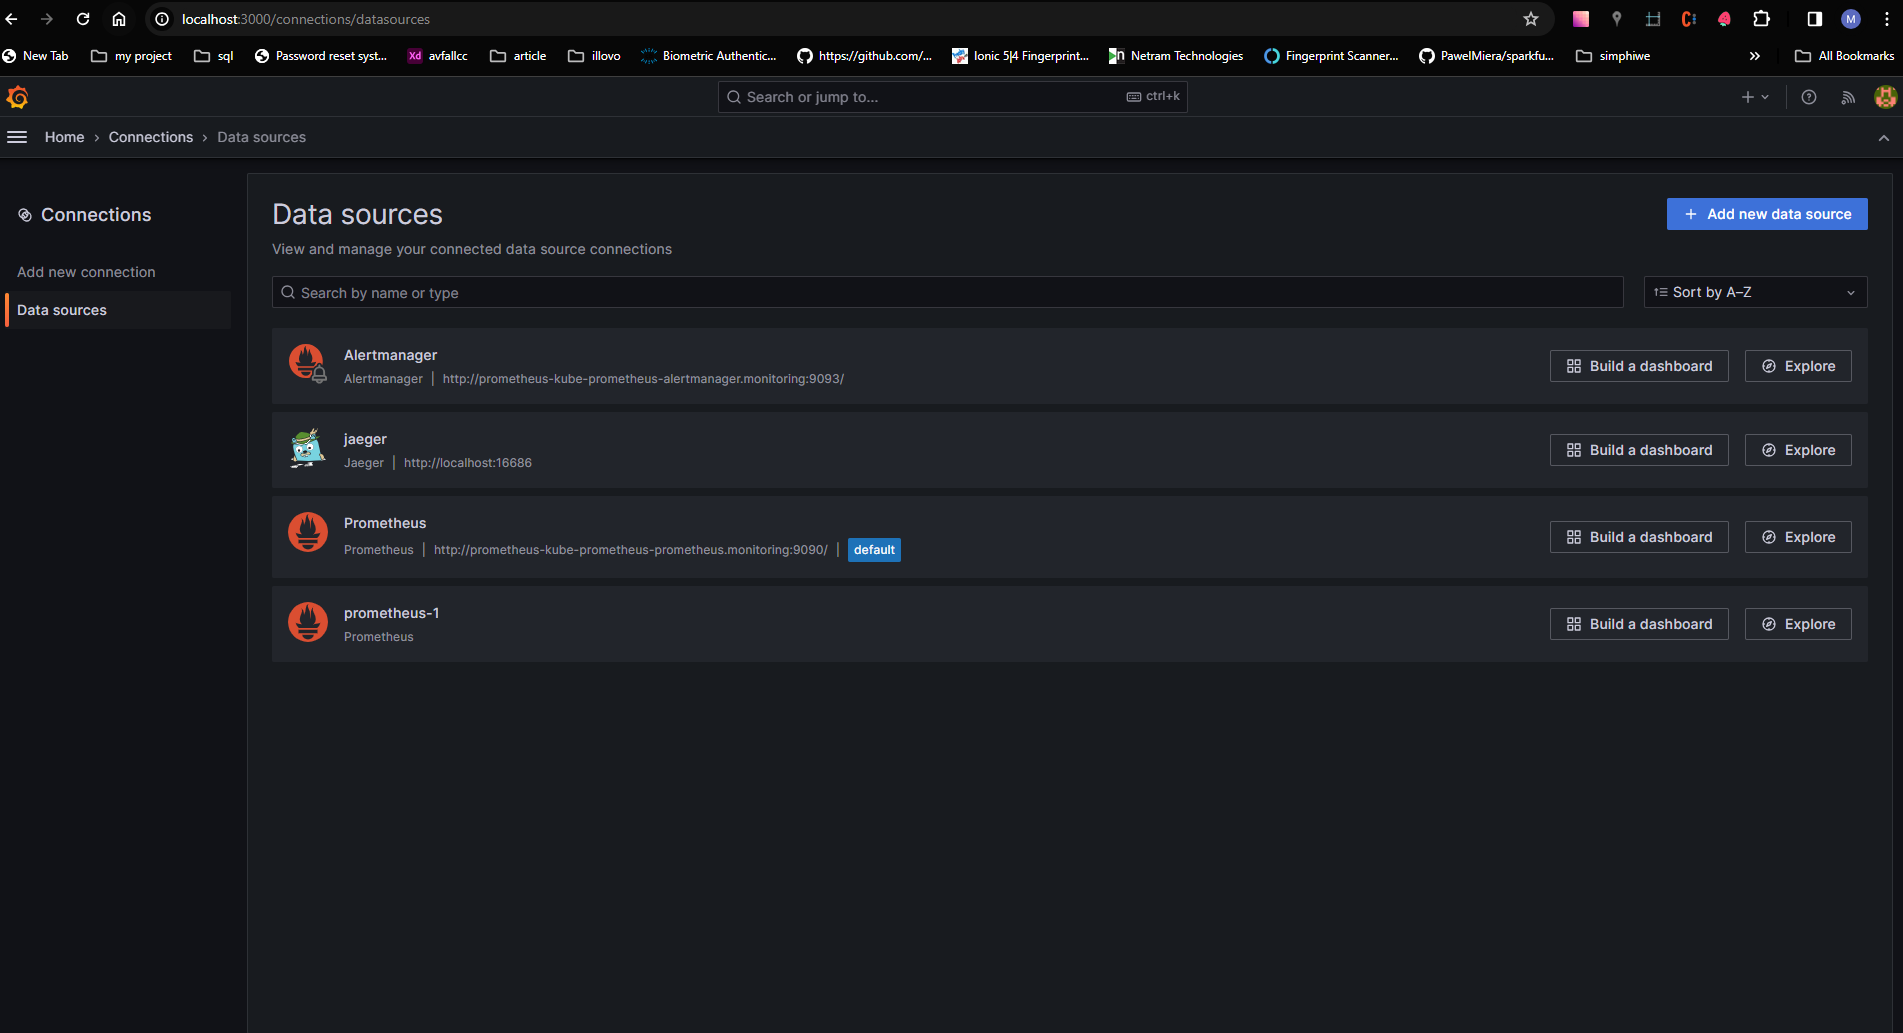 localhost:3000/connections/datasources
M
New Tab
my project
sql
Password reset syst...
Xd
avfallcc
article
illovo
Biometric Authentic...
https://github.com/...
Ionic 5|4 Fingerprint...
n
Netram Technologies
Fingerprint Scanner...
PawelMiera/sparkfu...
simphiwe
»
All Bookmarks
Search or jump to...
ctrl+k
Home › Connections › Data sources
Connections
Add new connection
Data sources
Data sources
Add new data source
View and manage your connected data source connections
Search by name or type
Sort by A–Z
Alertmanager
Alertmanager | http://prometheus-kube-prometheus-alertmanager.monitoring:9093/
Build a dashboard
Explore
jaeger
Jaeger | http://localhost:16686
Build a dashboard
Explore
Prometheus
Prometheus | http://prometheus-kube-prometheus-prometheus.monitoring:9090/ | default
Build a dashboard
Explore
prometheus-1
Prometheus
Build a dashboard
Explore